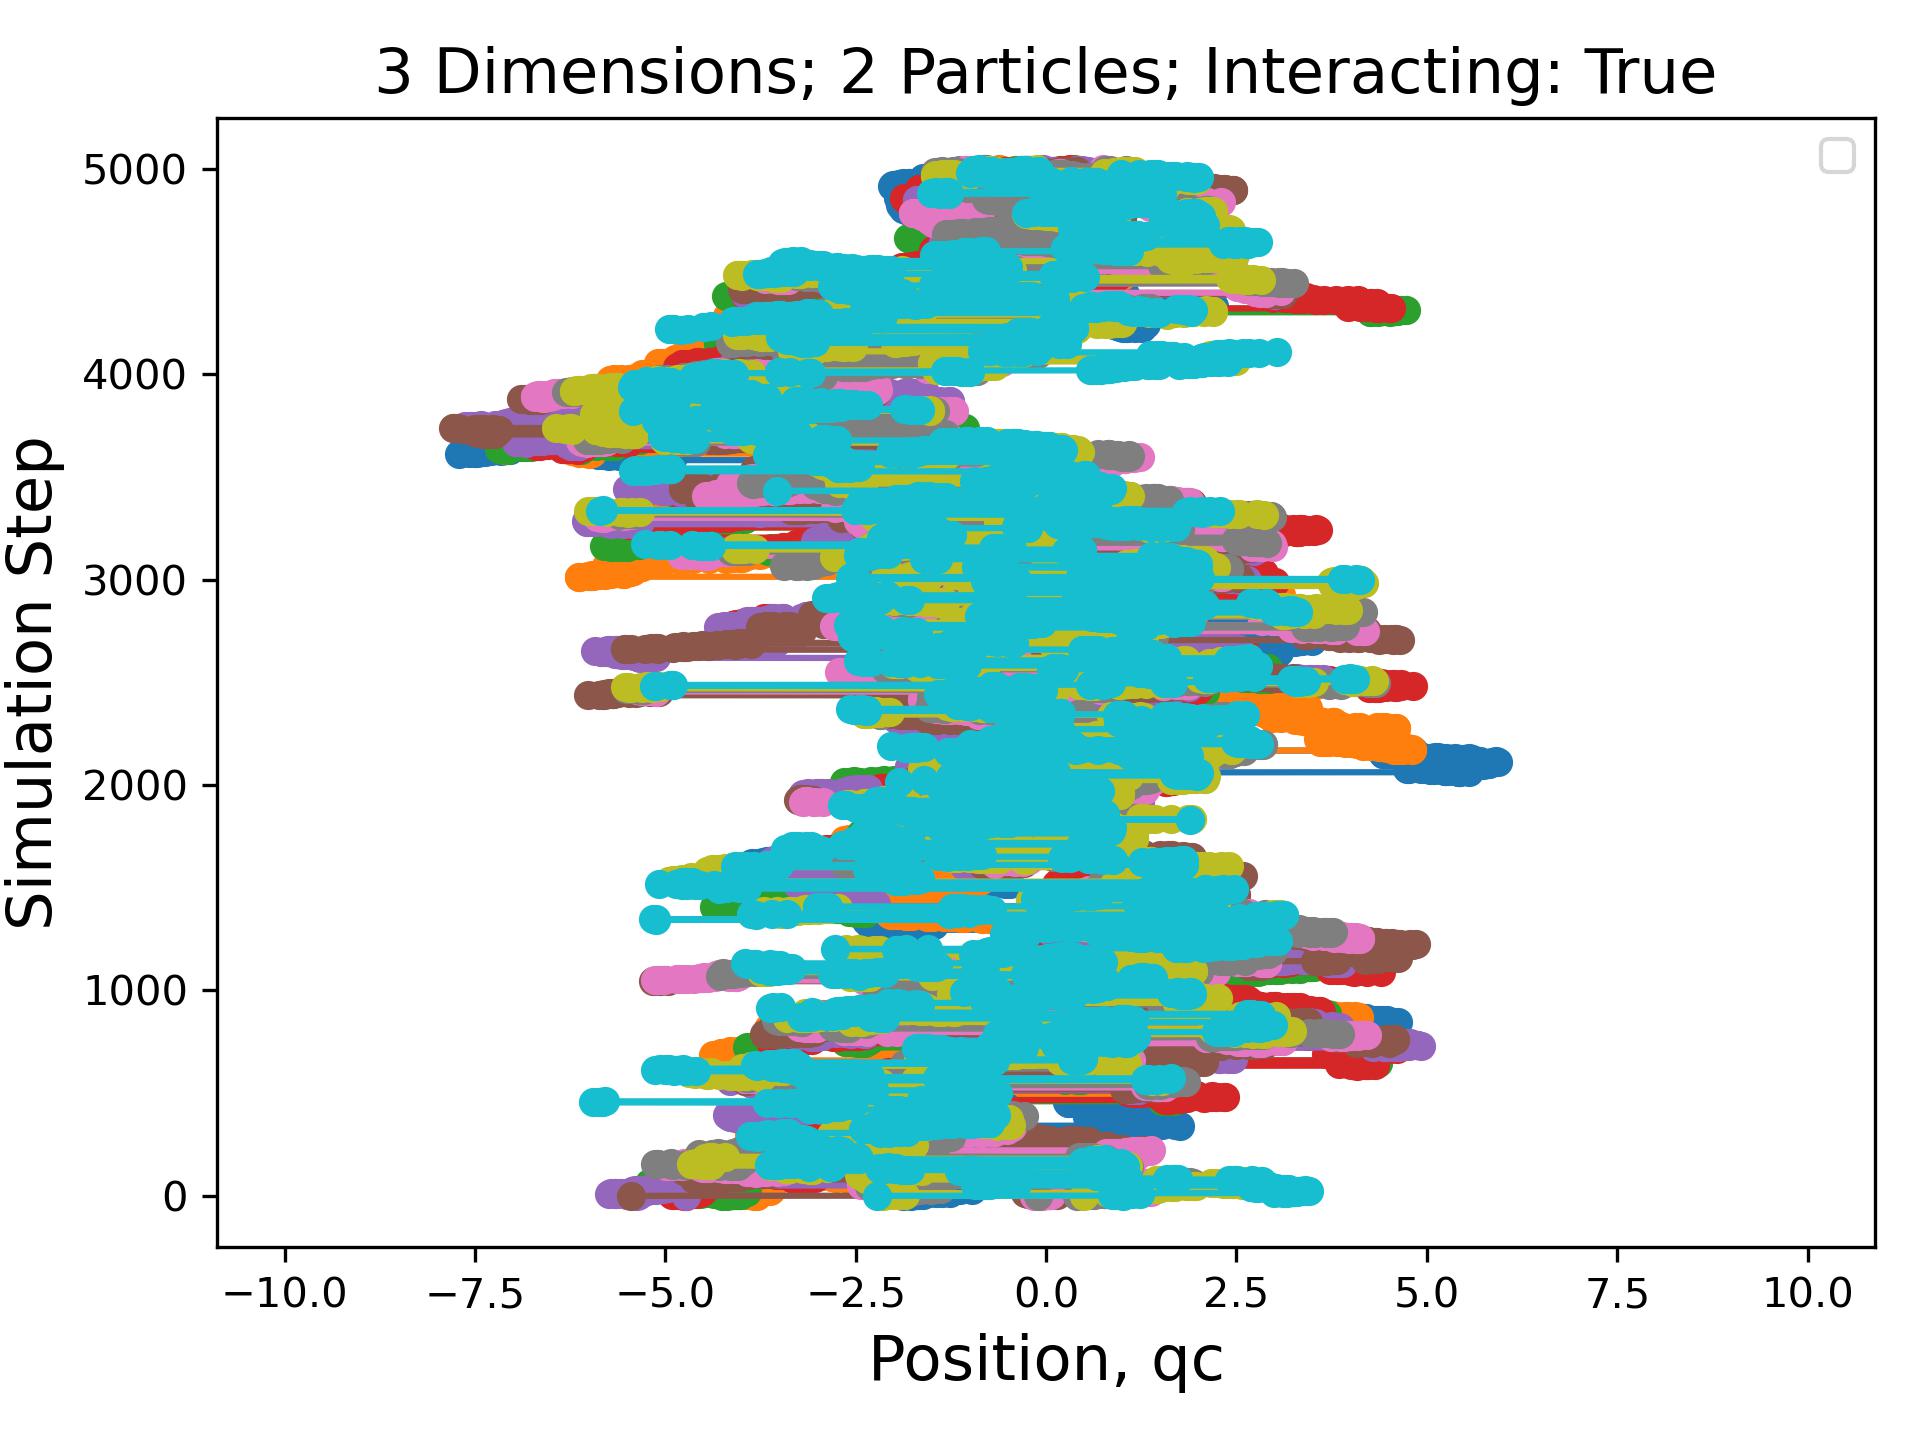 3 Dimensions; 2 Particles; Interacting: True
5000
4000
3000
2000
1000
0
Simulation Step
−10.0 −7.5 −5.0 −2.5 0.0 2.5 5.0 7.5 10.0
Position, qc